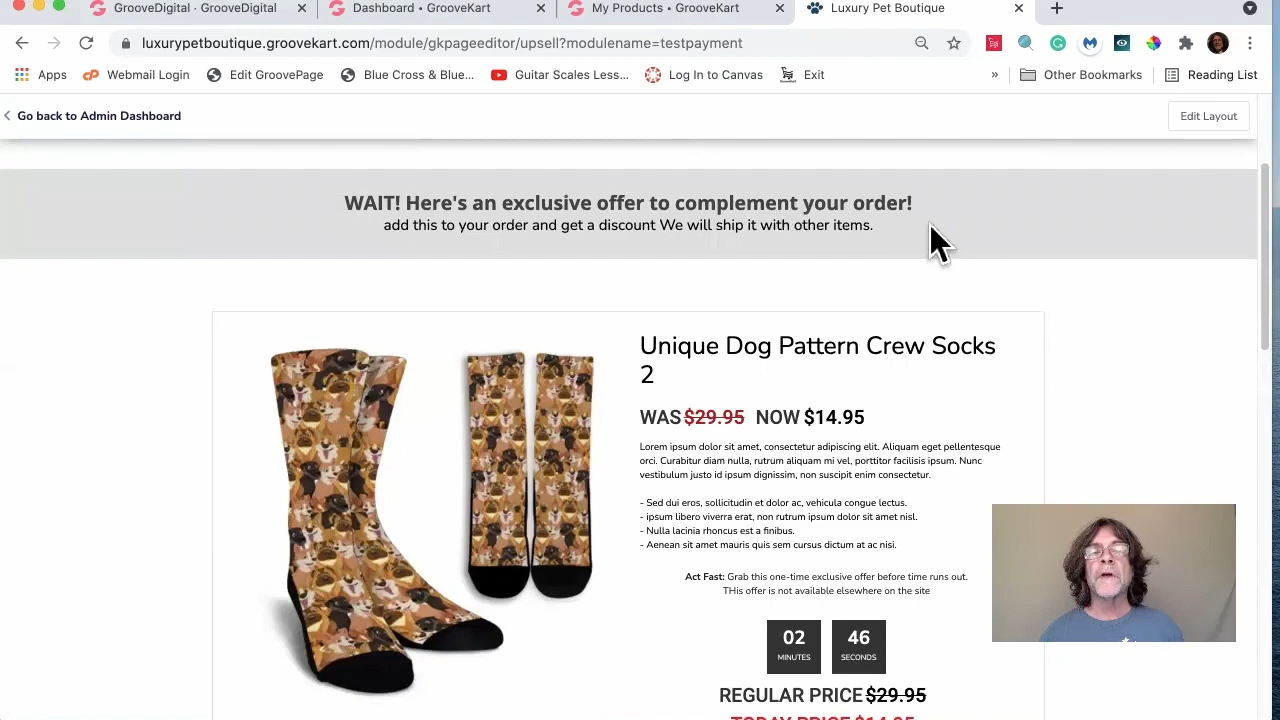 GrooveDigital · GrooveDigital
Dashboard • GrooveKart
My Products • GrooveKart
Luxury Pet Boutique
luxurypetboutique.groovekart.com/module/gkpageeditor/upsell?modulename=testpayment
Apps
Webmail Login
Edit GroovePage
Blue Cross & Blue...
Guitar Scales Less...
Log In to Canvas
Exit
»
Other Bookmarks
Reading List
Go back to Admin Dashboard
Edit Layout
WAIT! Here's an exclusive offer to complement your order!
add this to your order and get a discount We will ship it with other items.
Unique Dog Pattern Crew Socks
2
WAS $29.95 NOW $14.95
Lorem ipsum dolor sit amet, consectetur adipiscing elit. Aliquam eget pellentesque
orci. Curabitur diam nulla, rutrum aliquam mi vel, porttitor facilisis ipsum. Nunc
vestibulum justo id ipsum dignissim, non suscipit enim consectetur.
- Sed dui eros, sollicitudin et dolor ac, vehicula congue lectus.
- ipsum libero viverra erat, non rutrum ipsum dolor sit amet nisl.
- Nulla lacinia rhoncus est a finibus.
- Aenean sit amet mauris quis sem cursus dictum at ac nisi.
Act Fast: Grab this one-time exclusive offer before time runs out.
THis offer is not available elsewhere on the site
02 46
MINUTES SECONDS
REGULAR PRICE $29.95
TODAY PRICE $14.95